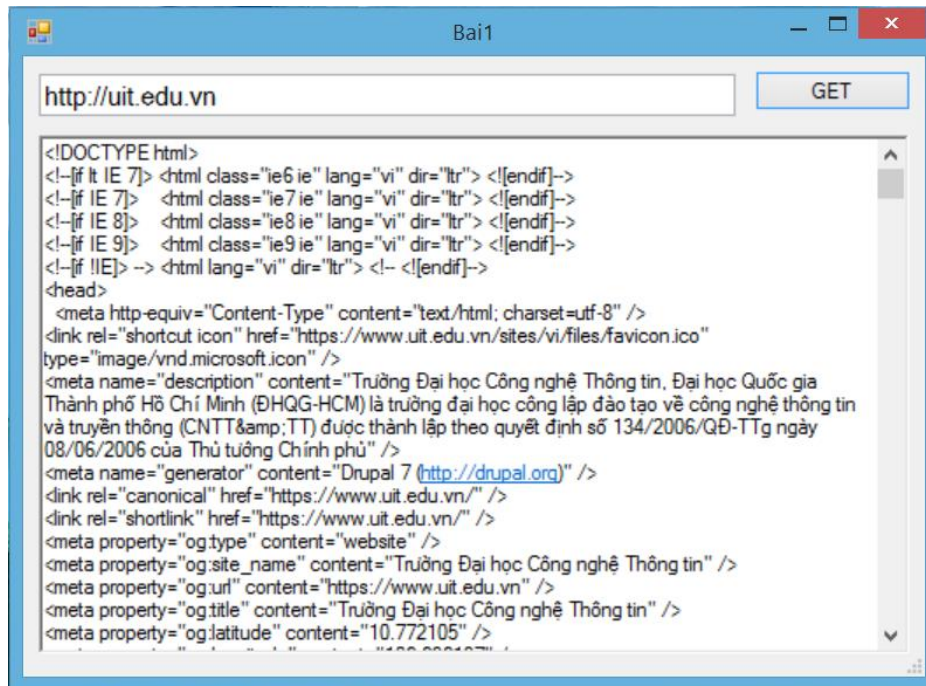 Bai1
http://uit.edu.vn
GET
<!DOCTYPE html>
<!--[if lt IE 7]> <html class="ie6 ie" lang="vi" dir="ltr"> <![endif]-->
<!--[if IE 7]>    <html class="ie7 ie" lang="vi" dir="ltr"> <![endif]-->
<!--[if IE 8]>    <html class="ie8 ie" lang="vi" dir="ltr"> <![endif]-->
<!--[if IE 9]>    <html class="ie9 ie" lang="vi" dir="ltr"> <![endif]-->
<!--[if !IE]> --> <html lang="vi" dir="ltr"> <!-- <![endif]-->
<head>
  <meta http-equiv="Content-Type" content="text/html; charset=utf-8" />
<link rel="shortcut icon" href="https://www.uit.edu.vn/sites/vi/files/favicon.ico"
type="image/vnd.microsoft.icon" />
<meta name="description" content="Trường Đại học Công nghệ Thông tin, Đại học Quốc gia
Thành phố Hồ Chí Minh (ĐHQG-HCM) là trường đại học công lập đào tạo về công nghệ thông tin
và truyền thông (CNTT&amp;TT) được thành lập theo quyết định số 134/2006/QĐ-TTg ngày
08/06/2006 của Thủ tướng Chính phủ" />
<meta name="generator" content="Drupal 7 (http://drupal.org)" />
<link rel="canonical" href="https://www.uit.edu.vn/" />
<link rel="shortlink" href="https://www.uit.edu.vn/" />
<meta property="og:type" content="website" />
<meta property="og:site_name" content="Trường Đại học Công nghệ Thông tin" />
<meta property="og:url" content="https://www.uit.edu.vn" />
<meta property="og:title" content="Trường Đại học Công nghệ Thông tin" />
<meta property="og:latitude" content="10.772105" />